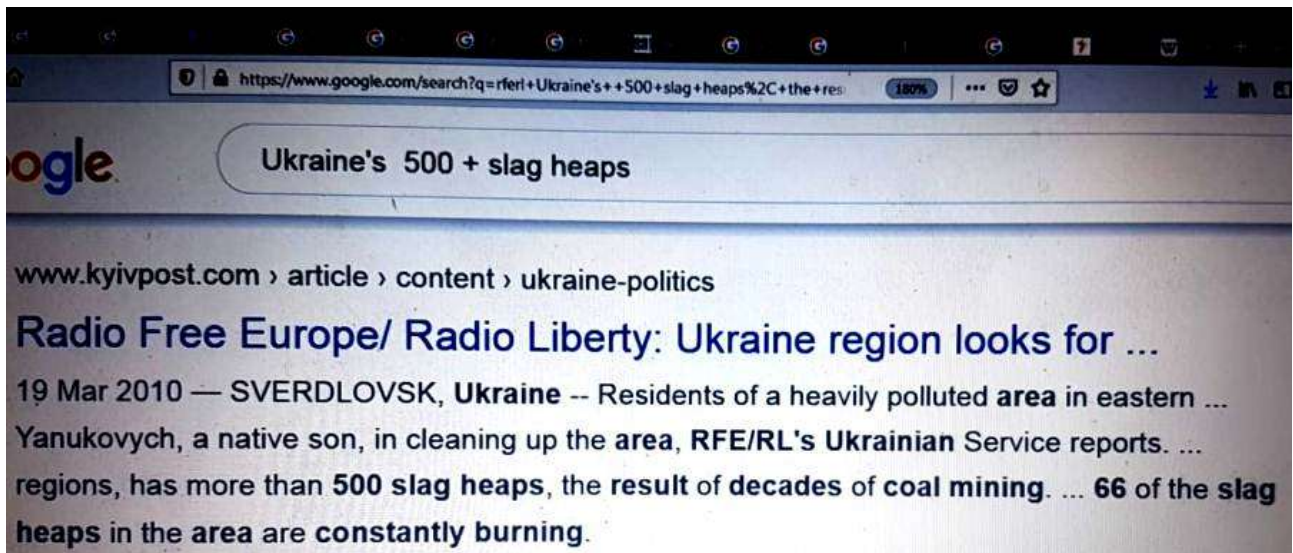 https://www.google.com/search?q=rferl+Ukraine's++500+slag+heaps%2C+the+res
180%
ogle
Ukraine's 500 + slag heaps
www.kyivpost.com › article › content › ukraine-politics
Radio Free Europe/ Radio Liberty: Ukraine region looks for ...
19 Mar 2010 — SVERDLOVSK, Ukraine -- Residents of a heavily polluted area in eastern ...
Yanukovych, a native son, in cleaning up the area, RFE/RL's Ukrainian Service reports. ...
regions, has more than 500 slag heaps, the result of decades of coal mining. ... 66 of the slag
heaps in the area are constantly burning.